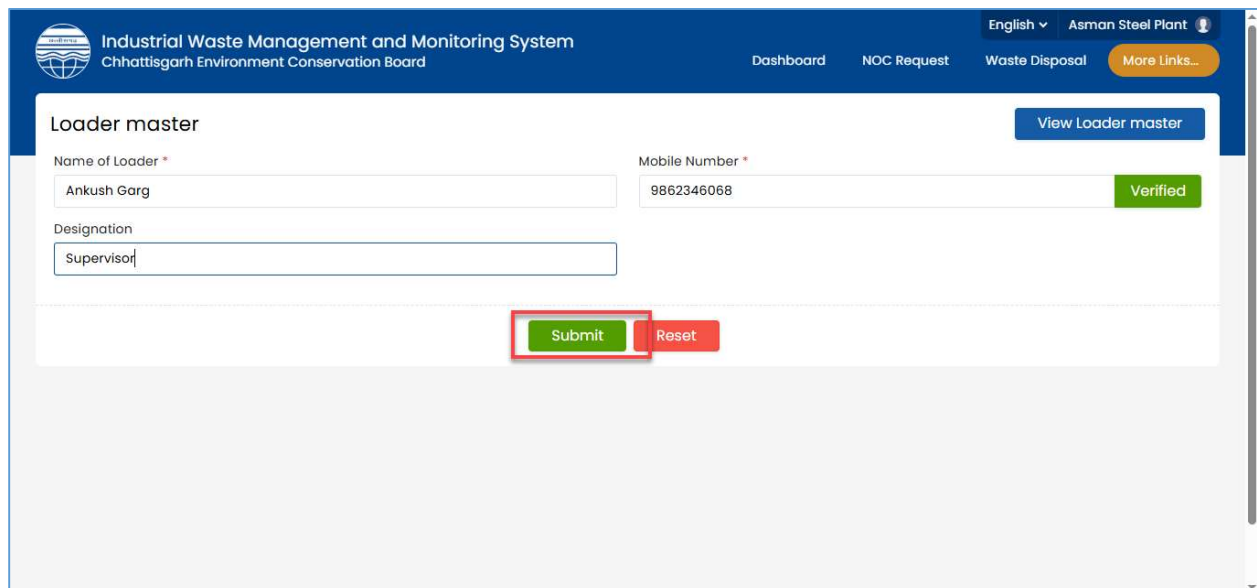 English Asman Steel Plant
Industrial Waste Management and Monitoring System
Chhattisgarh Environment Conservation Board
Dashboard NOC Request Waste Disposal More Links...
Loader master View Loader master
Name of Loader * Mobile Number *
Ankush Garg 9862346068 Verified
Designation
Supervisor
Submit Reset